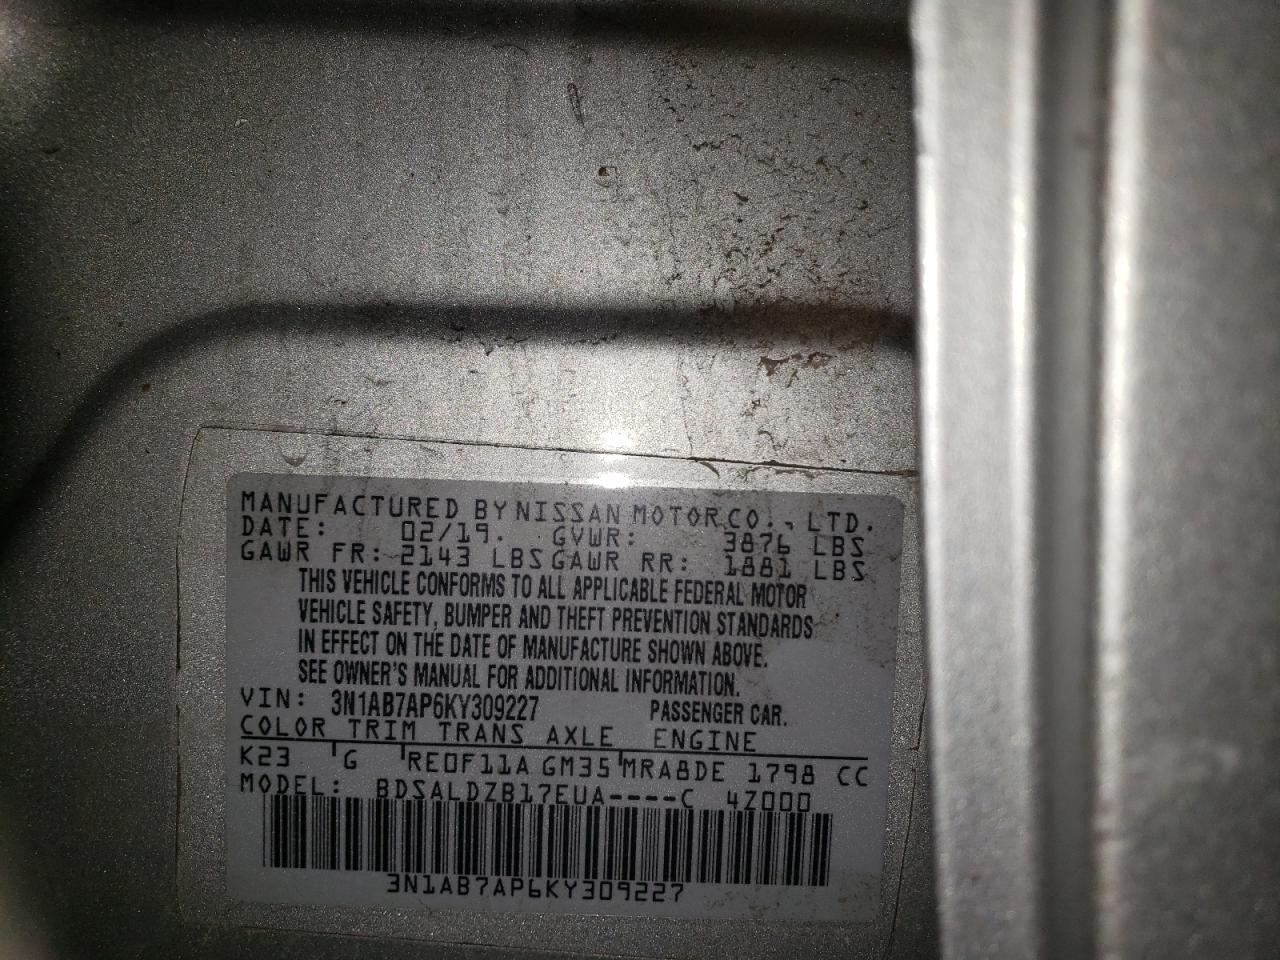 MANUFACTURED BY NISSAN MOTOR CO., LTD.
DATE: 02/19. GVWR: 3876 LBS
GAWR FR: 2143 LBS GAWR RR: 1881 LBS
THIS VEHICLE CONFORMS TO ALL APPLICABLE FEDERAL MOTOR
VEHICLE SAFETY, BUMPER AND THEFT PREVENTION STANDARDS
IN EFFECT ON THE DATE OF MANUFACTURE SHOWN ABOVE.
SEE OWNER'S MANUAL FOR ADDITIONAL INFORMATION.
VIN: 3N1AB7AP6KY309227 PASSENGER CAR.
COLOR TRIM TRANS AXLE ENGINE
K23 G RE0F11A GM35 MRA8DE 1798 CC
MODEL: BDSALDZB17EUA----C 4Z000
3N1AB7AP6KY309227